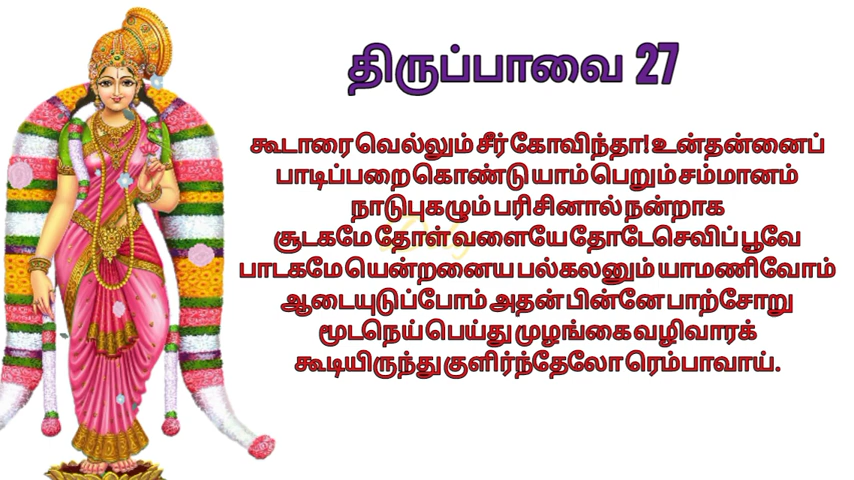 திருப்பாவை 27
கூடாரை வெல்லும் சீர் கோவிந்தா! உன்தன்னைப்
பாடிப்பறை கொண்டு யாம் பெறும் சம்மானம்
நாடு புகழும் பரிசினால் நன்றாக
சூடகமே தோள் வளையே தோடே செவிப் பூவே
பாடகமே யென்றனைய பல்கலனும் யாமணிவோம்
ஆடையுடுப்போம் அதன் பின்னே பாற்சோறு
மூடநெய் பெய்து முழங்கை வழிவாரக்
கூடியிருந்து குளிர்ந்தேலோ ரெம்பாவாய்.